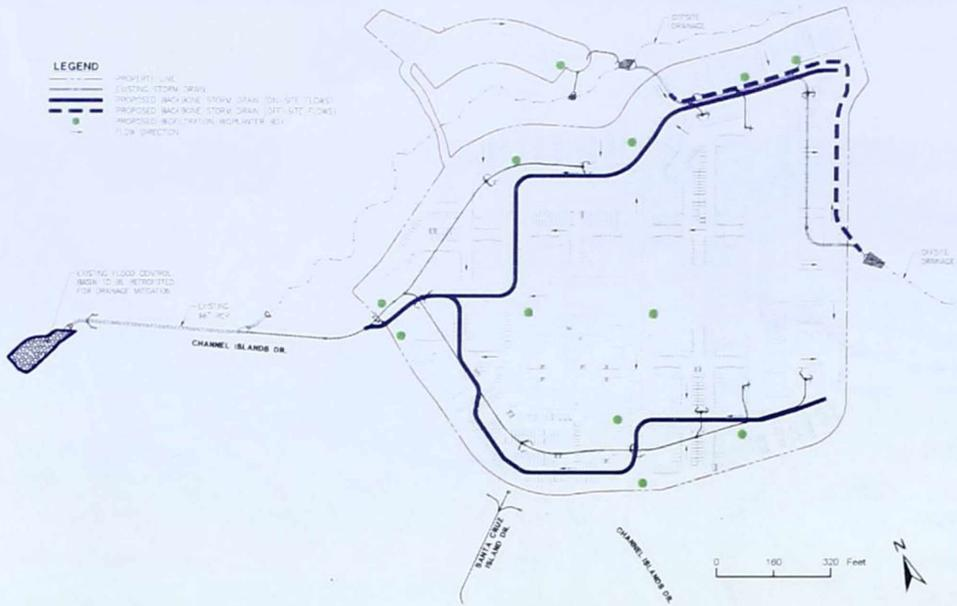 LEGEND
PROPERTY LINE
EXISTING STORM DRAIN
PROPOSED BACKBONE STORM DRAIN (ON-SITE FLOWS)
PROPOSED BACKBONE STORM DRAIN (OFF-SITE FLOWS)
PROPOSED BIOFILTRATION BIOPLANTER BOX
FLOW DIRECTION
OFFSITE
DRAINAGE
OFFSITE
DRAINAGE
EXISTING FLOOD CONTROL
BASIN TO BE RETROFITTED
FOR DRAINAGE MITIGATION
EXISTING
RCP
CHANNEL ISLANDS DR.
SANTA CRUZ
ISLAND DR.
CHANNEL ISLANDS DR.
0 160 320 Feet
N